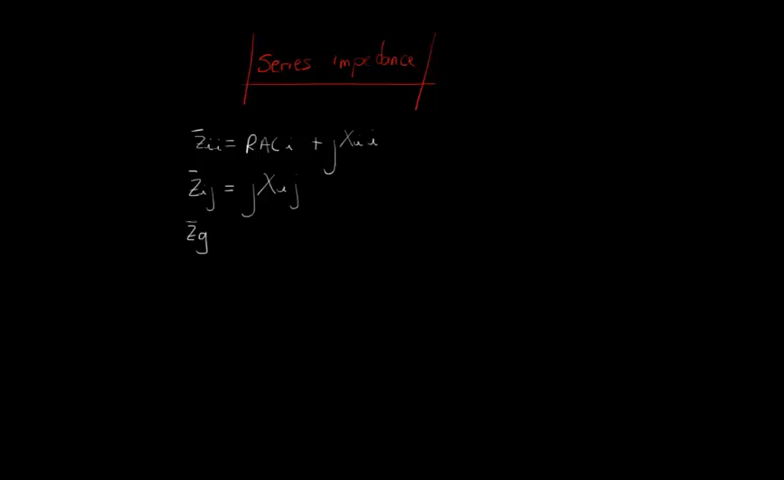 Series impedance
Z̄ii = RACi + jXii
Z̄ij = jXij
Z̄g